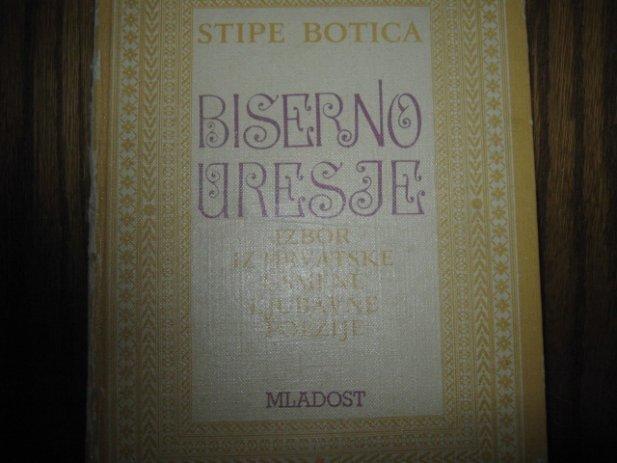 STIPE BOTICA
BISERNO
URESJE
IZBOR
IZ HRVATSKE
USMENE
LJUBAVNE
POEZIJE
MLADOST